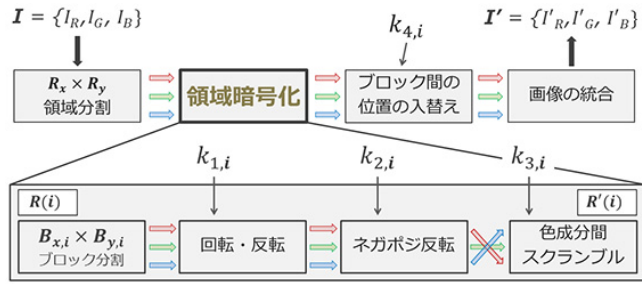 I = {I_R, I_G, I_B}
I′ = {I′_R, I′_G, I′_B}
k_{4,i}
R_x × R_y
領域分割
領域暗号化
ブロック間の
位置の入替え
画像の統合
k_{1,i}
k_{2,i}
k_{3,i}
R(i)
R′(i)
B_{x,i} × B_{y,i}
ブロック分割
回転・反転
ネガポジ反転
色成分間
スクランブル